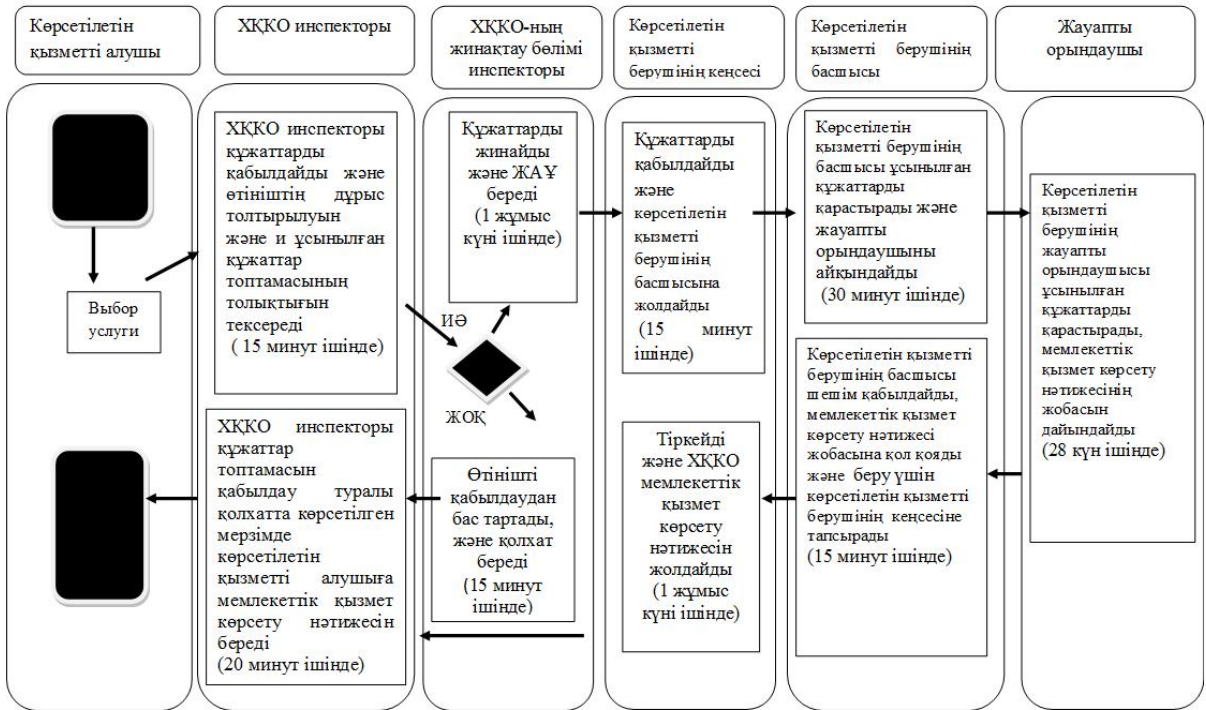 Көрсетілетін
қызметті алушы
ХҚКО инспекторы
ХҚКО-ның
жинақтау бөлімі
инспекторы
Көрсетілетін
қызметті
берушінің кеңсесі
Көрсетілетін
қызметті берушінің
басшысы
Жауапты
орындаушы
Выбор
услуги
ХҚКО инспекторы
құжаттарды
қабылдайды және
өтініштің дұрыс
толтырылуын
және и ұсынылған
құжаттар
топтамасының
толықтығын
тексереді
( 15 минут ішінде)
ИӘ
ЖОҚ
Құжаттарды
жинайды
және ЖАҰ
береді
(1 жұмыс
күні ішінде)
Құжаттарды
қабылдайды
және
көрсетілетін
қызметті
берушінің
басшысына
жолдайды
(15 минут
ішінде)
Көрсетілетін
қызметті берушінің
басшысы ұсынылған
құжаттарды
қарастырады және
жауапты
орындаушыны
айқындайды
(30 минут ішінде)
Көрсетілетін
қызметті
берушінің
жауапты
орындаушысы
ұсынылған
құжаттарды
қарастырады,
мемлекеттік
қызмет көрсету
нәтижесінің
жобасын
дайындайды
(28 күн ішінде)
Көрсетілетін қызметті
берушінің басшысы
шешім қабылдайды,
мемлекеттік қызмет
көрсету нәтижесі
жобасына қол қояды
және беру үшін
көрсетілетін қызметті
берушінің кеңсесіне
тапсырады
(15 минут ішінде)
Тіркейді
және ХҚКО
мемлекеттік
қызмет
көрсету
нәтижесін
жолдайды
(1 жұмыс
күні ішінде)
Өтінішті
қабылдаудан
бас тартады,
және қолхат
береді
(15 минут
ішінде)
ХҚКО инспекторы
құжаттар
топтамасын
қабылдау туралы
қолхатта көрсетілген
мерзімде
көрсетілетін
қызметті алушыға
мемлекеттік қызмет
көрсету нәтижесін
береді
(20 минут ішінде)